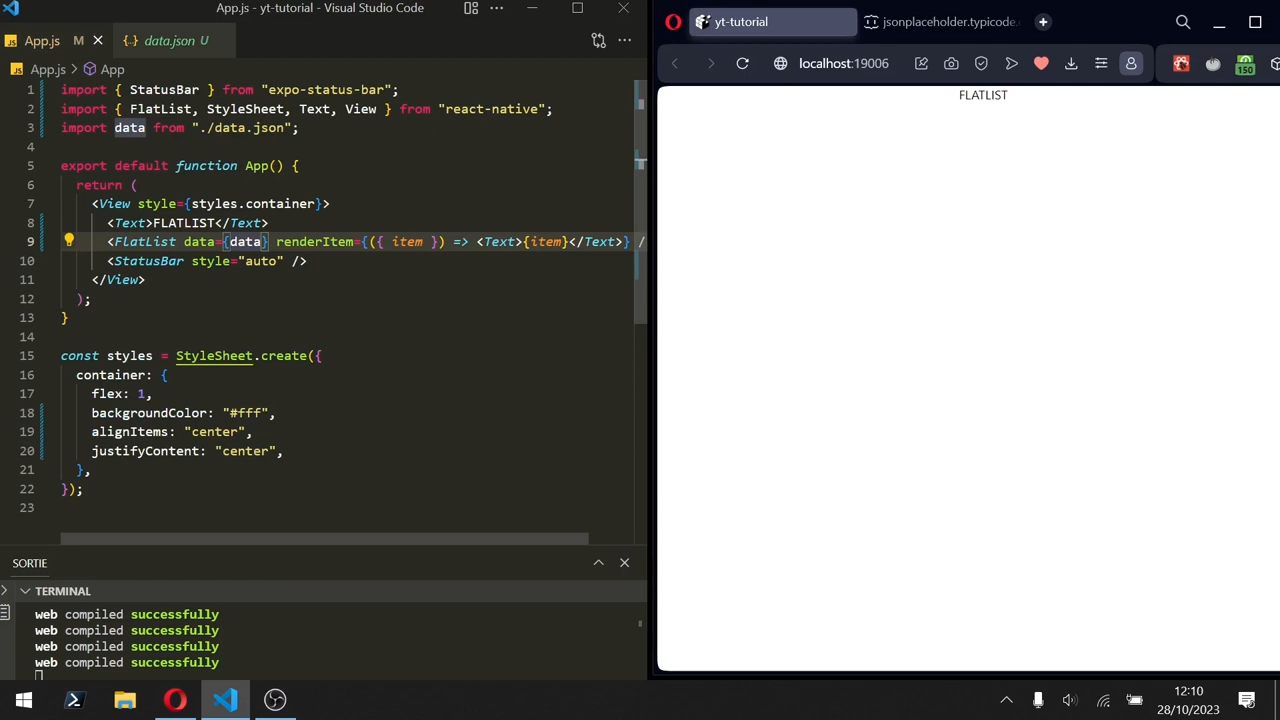 App.js - yt-tutorial - Visual Studio Code
App.js M
{..} data.json U
App.js > App
1 import { StatusBar } from "expo-status-bar";
2 import { FlatList, StyleSheet, Text, View } from "react-native";
3 import data from "./data.json";
4
5 export default function App() {
6 return (
7 <View style={styles.container}>
8 <Text>FLATLIST</Text>
9 <FlatList data={data} renderItem={({ item }) => <Text>{item}</Text>} /
10 <StatusBar style="auto" />
11 </View>
12 );
13 }
14
15 const styles = StyleSheet.create({
16 container: {
17 flex: 1,
18 backgroundColor: "#fff",
19 alignItems: "center",
20 justifyContent: "center",
21 },
22 });
23
SORTIE
TERMINAL
web compiled successfully
web compiled successfully
web compiled successfully
web compiled successfully
yt-tutorial
jsonplaceholder.typicode.
localhost:19006
150
FLATLIST
12:10
28/10/2023